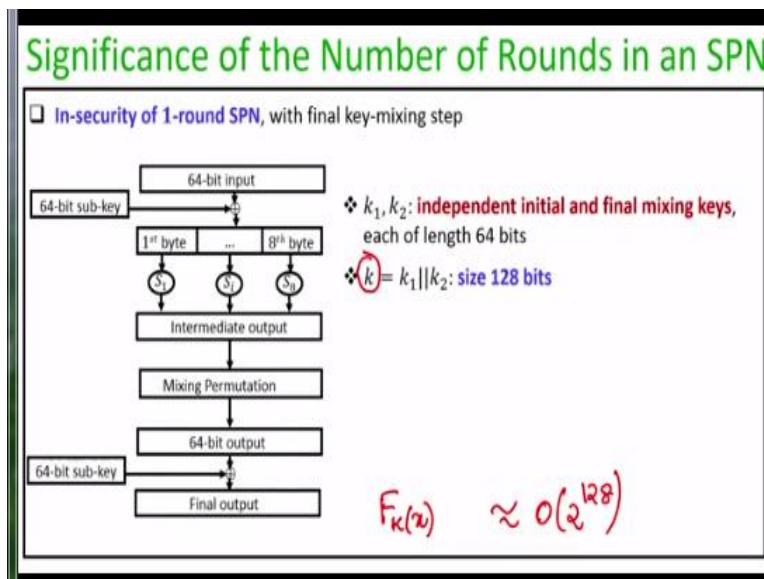 Significance of the Number of Rounds in an SPN
❑ In-security of 1-round SPN, with final key-mixing step
64-bit input
64-bit sub-key
1st byte ... 8th byte
S1 Si S8
Intermediate output
Mixing Permutation
64-bit output
64-bit sub-key
Final output
❖ k₁, k₂: independent initial and final mixing keys,
each of length 64 bits
❖ k = k₁||k₂: size 128 bits
Fₖ(x) ≈ O(2¹²⁸)